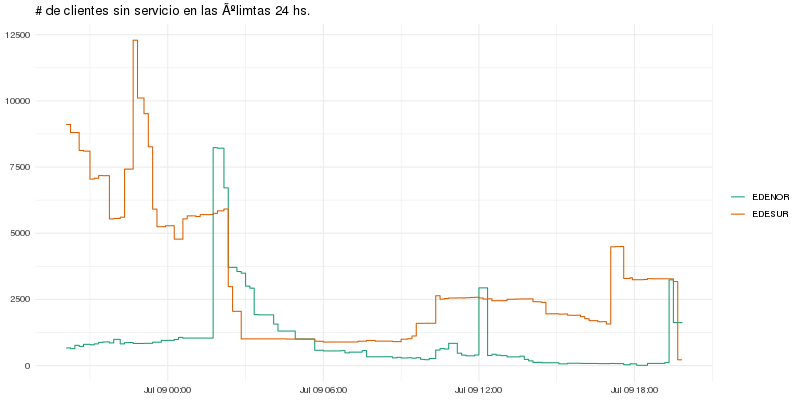 # de clientes sin servicio en las Ãºlimtas 24 hs.
12500
10000
7500
5000
2500
0
Jul 09 00:00
Jul 09 06:00
Jul 09 12:00
Jul 09 18:00
EDENOR
EDESUR